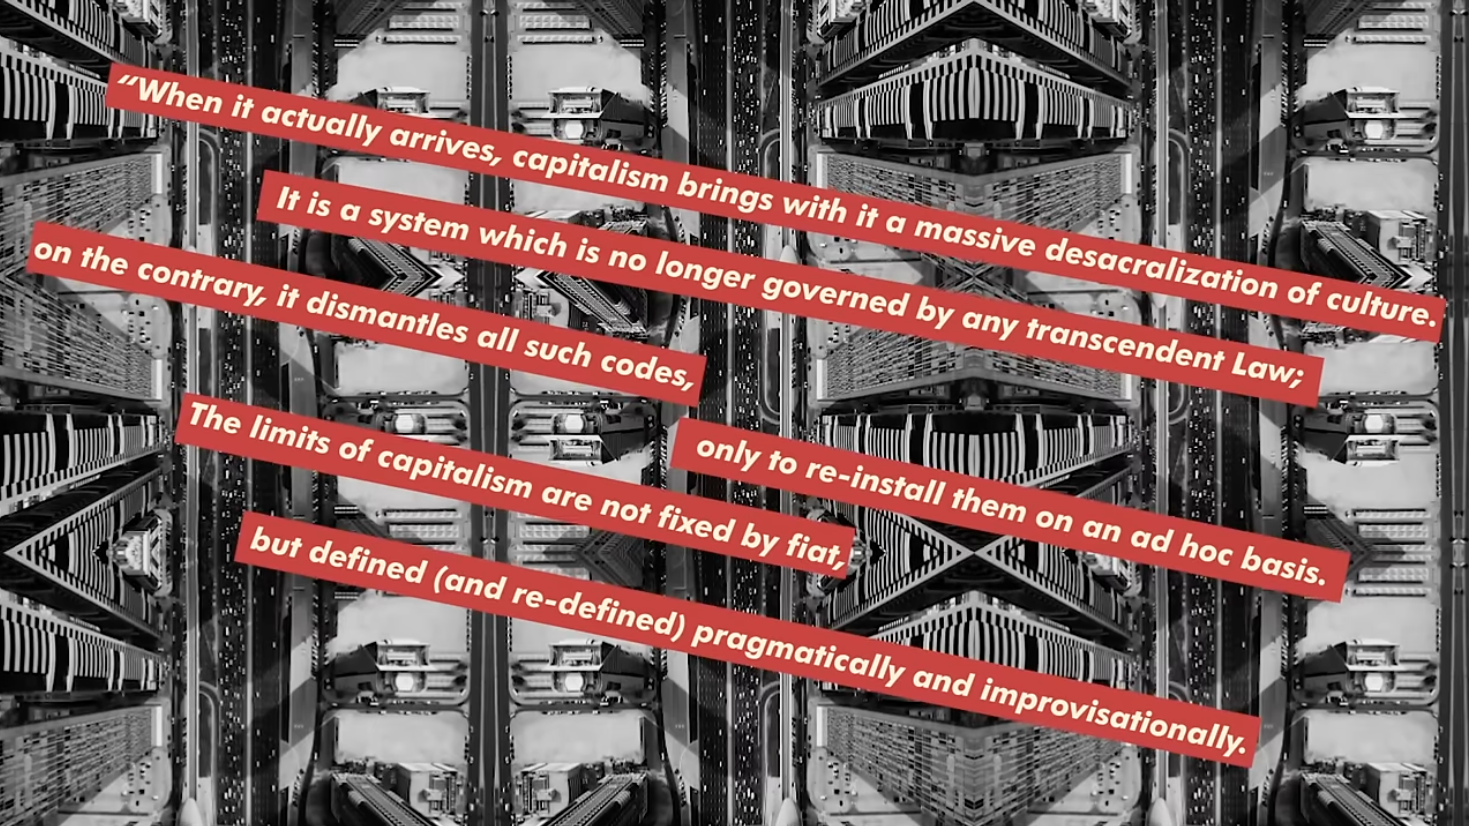 “When it actually arrives, capitalism brings with it a massive desacralization of culture.
It is a system which is no longer governed by any transcendent Law;
on the contrary, it dismantles all such codes,
only to re-install them on an ad hoc basis.
The limits of capitalism are not fixed by fiat,
but defined (and re-defined) pragmatically and improvisationally.